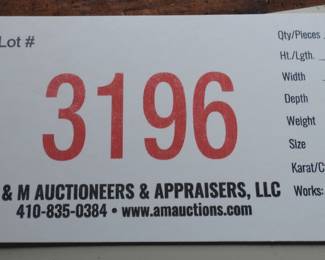 Lot #
3196
& M AUCTIONEERS & APPRAISERS, LLC
410-835-0384 • www.amauctions.com
Qty/Pieces
Ht./Lgth.
Width
Depth
Weight
Size
Karat/C
Works: